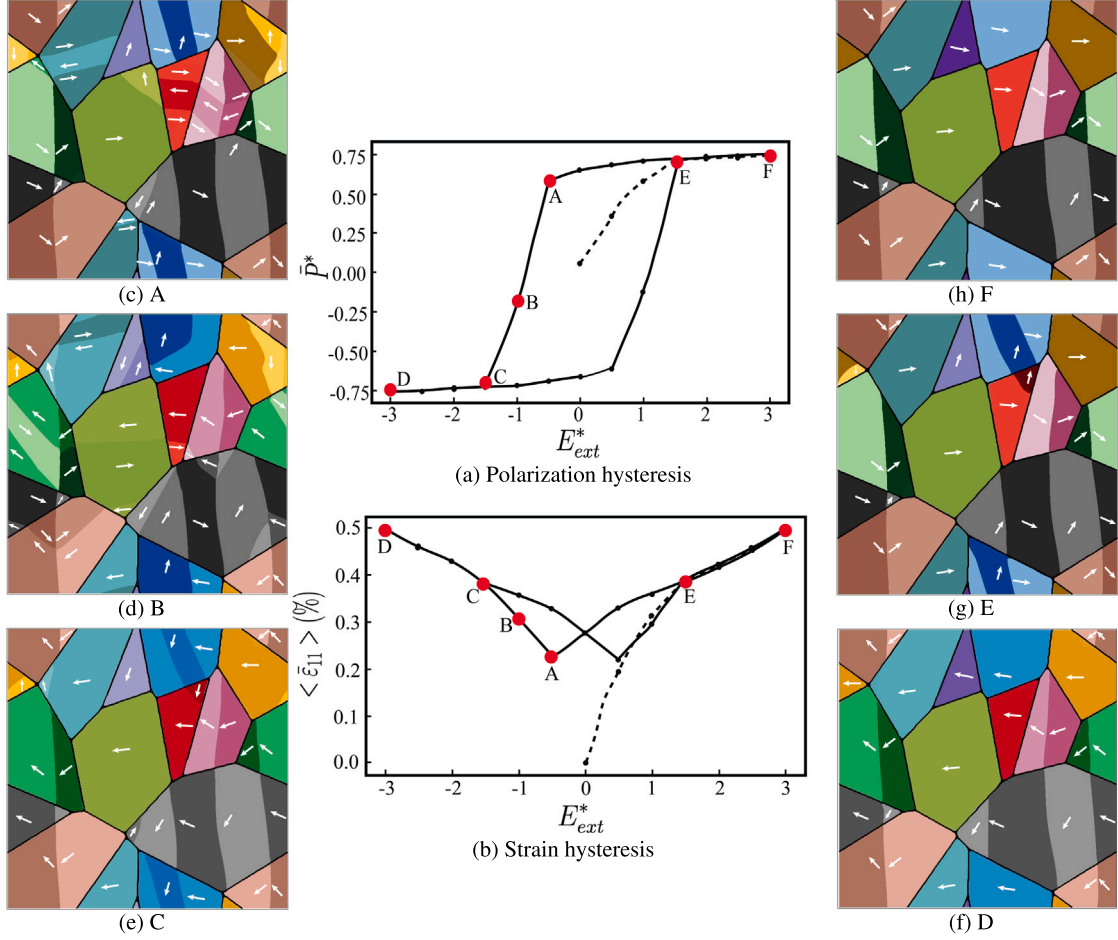 (c) A
(d) B
(e) C
0.75
0.50
0.25
0.00
-0.25
-0.50
-0.75
P̄*
A
B
C
D
E
F
-3 -2 -1 0 1 2 3
E*ext
(a) Polarization hysteresis
0.5
0.4
0.3
0.2
0.1
0.0
< ε̄11 > (%)
D
C
B
A
E
F
-3 -2 -1 0 1 2 3
E*ext
(b) Strain hysteresis
(h) F
(g) E
(f) D